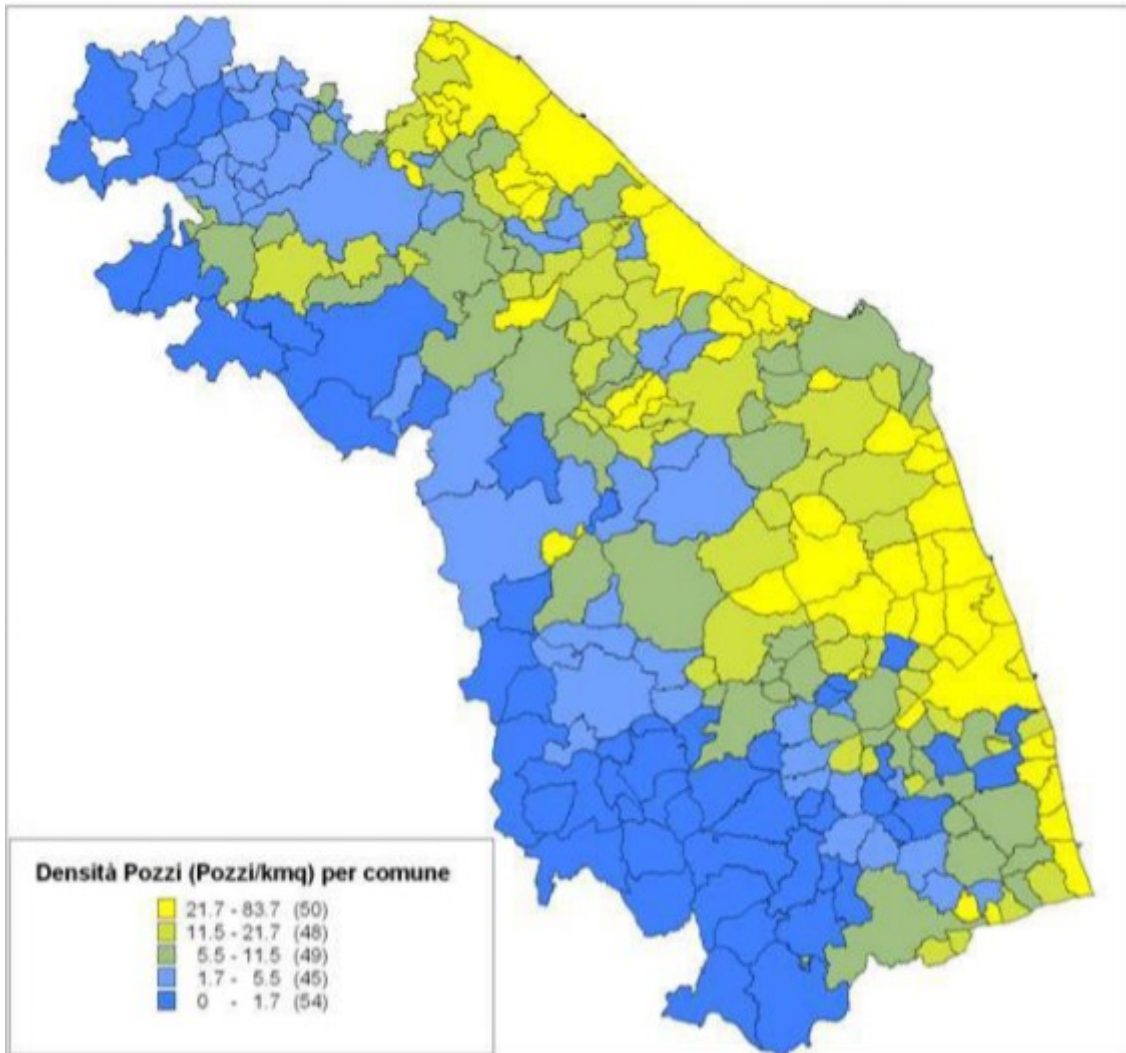 Densità Pozzi (Pozzi/kmq) per comune
21.7 - 83.7 (50)
11.5 - 21.7 (48)
5.5 - 11.5 (49)
1.7 - 5.5 (45)
0 - 1.7 (54)